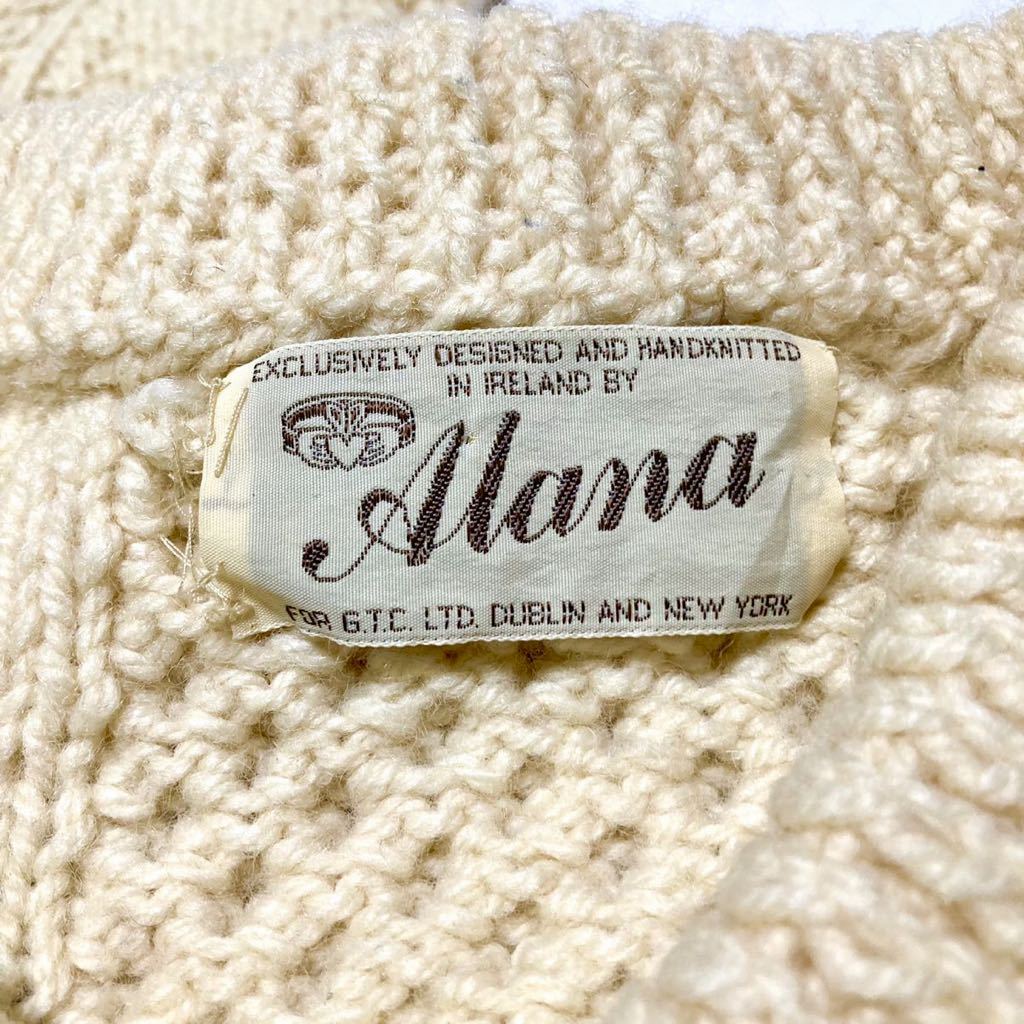 EXCLUSIVELY DESIGNED AND HANDKNITTED
IN IRELAND BY
Alana
FOR G.T.C. LTD. DUBLIN AND NEW YORK